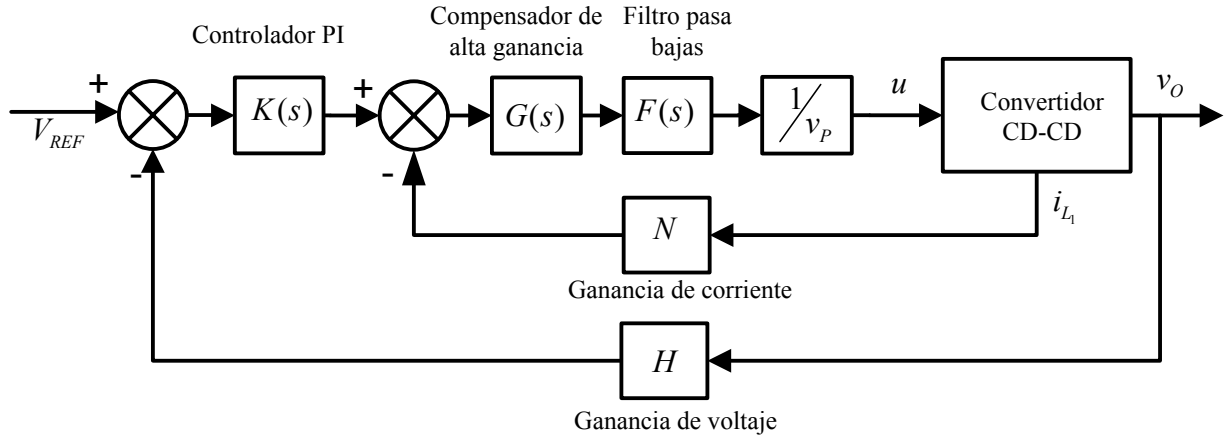 Controlador PI
Compensador de
alta ganancia
Filtro pasa
bajas
+
V_REF
-
K(s)
+
-
G(s)
F(s)
1/v_P
u
Convertidor
CD-CD
v_O
i_L1
N
Ganancia de corriente
H
Ganancia de voltaje